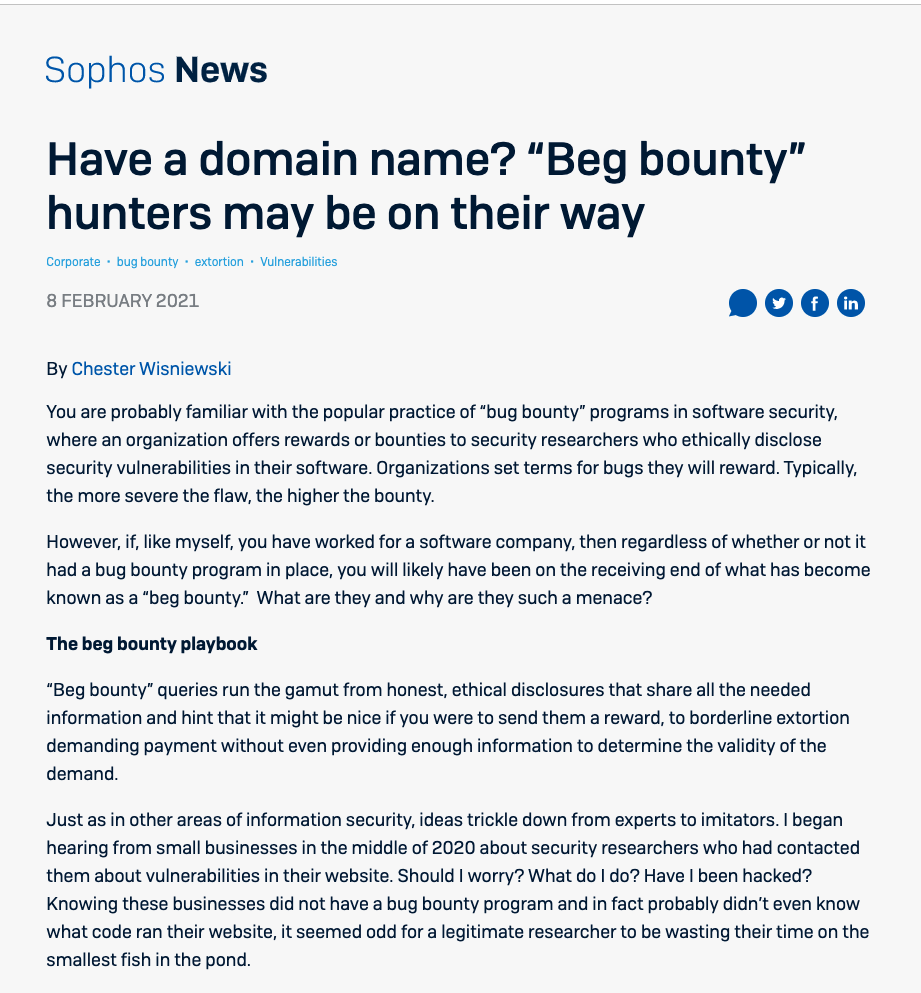 Sophos News
Have a domain name? “Beg bounty”
hunters may be on their way
Corporate • bug bounty • extortion • Vulnerabilities
8 FEBRUARY 2021
By Chester Wisniewski
You are probably familiar with the popular practice of “bug bounty” programs in software security,
where an organization offers rewards or bounties to security researchers who ethically disclose
security vulnerabilities in their software. Organizations set terms for bugs they will reward. Typically,
the more severe the flaw, the higher the bounty.
However, if, like myself, you have worked for a software company, then regardless of whether or not it
had a bug bounty program in place, you will likely have been on the receiving end of what has become
known as a “beg bounty.”  What are they and why are they such a menace?
The beg bounty playbook
“Beg bounty” queries run the gamut from honest, ethical disclosures that share all the needed
information and hint that it might be nice if you were to send them a reward, to borderline extortion
demanding payment without even providing enough information to determine the validity of the
demand.
Just as in other areas of information security, ideas trickle down from experts to imitators. I began
hearing from small businesses in the middle of 2020 about security researchers who had contacted
them about vulnerabilities in their website. Should I worry? What do I do? Have I been hacked?
Knowing these businesses did not have a bug bounty program and in fact probably didn’t even know
what code ran their website, it seemed odd for a legitimate researcher to be wasting their time on the
smallest fish in the pond.